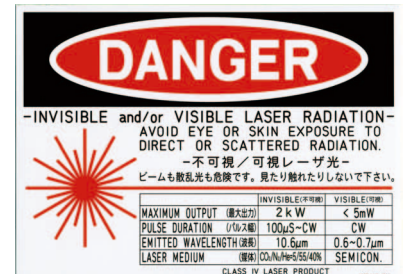 DANGER
-INVISIBLE and/or VISIBLE LASER RADIATION-
AVOID EYE OR SKIN EXPOSURE TO
DIRECT OR SCATTERED RADIATION.
-不可視/可視レーザ光-
ビームも散乱光も危険です。見たり触れたりしないで下さい。
INVISIBLE(不可視) VISIBLE(可視)
MAXIMUM OUTPUT (最大出力) 2kW < 5mW
PULSE DURATION (パルス幅) 100μS~CW CW
EMITTED WAVELENGTH(波長) 10.6μm 0.6~0.7μm
LASER MEDIUM (媒体) CO₂/N₂/He=5/55/40% SEMICON.
CLASS IV LASER PRODUCT